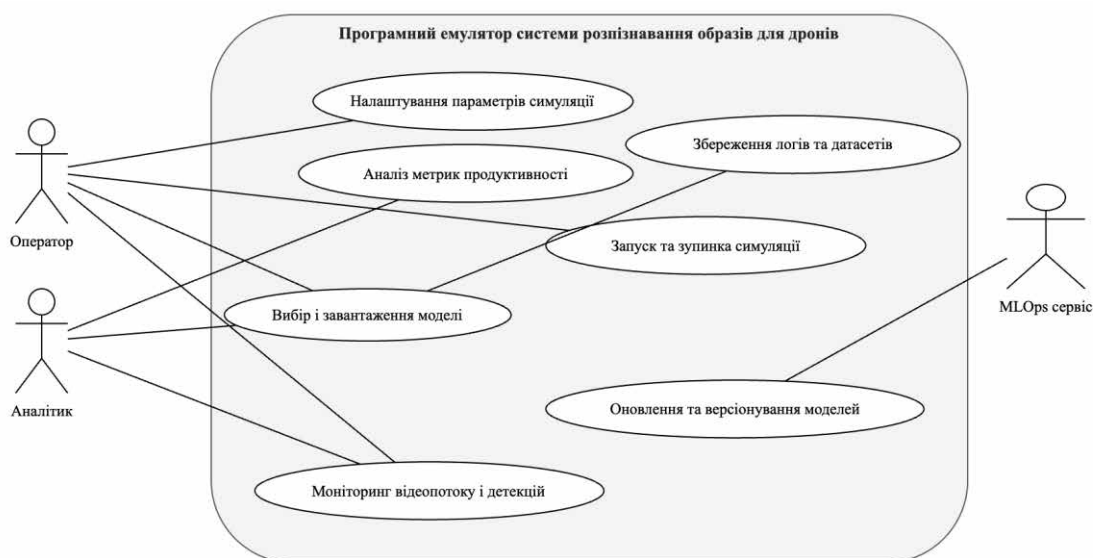 Програмний емулятор системи розпізнавання образів для дронів
Налаштування параметрів симуляції
Збереження логів та датасетів
Аналіз метрик продуктивності
Оператор
Запуск та зупинка симуляції
MLOps сервіс
Вибір і завантаження моделі
Аналітик
Оновлення та версіонування моделей
Моніторинг відеопотоку і детекцій